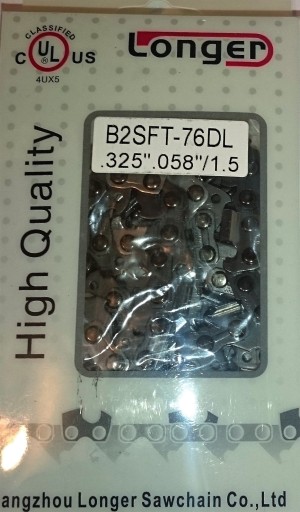 CLASSIFIED
C UL US
4UX5
Longer
B2SFT-76DL
.325".058"/1.5
High Quality
angzhou Longer Sawchain Co.,Ltd